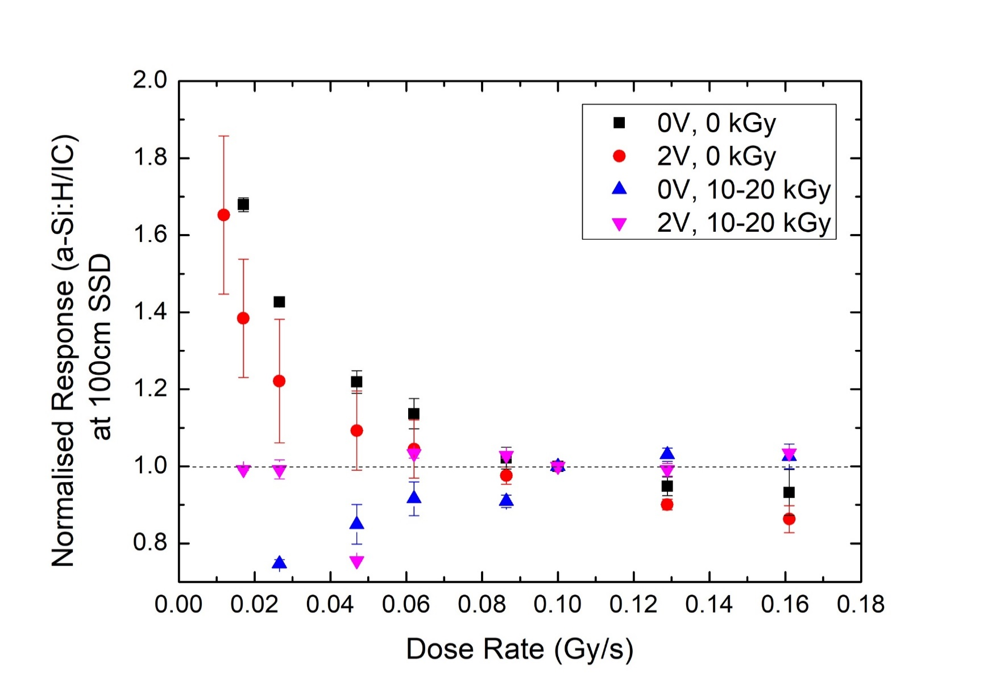 2.0
1.8
1.6
1.4
1.2
1.0
0.8
0.00 0.02 0.04 0.06 0.08 0.10 0.12 0.14 0.16 0.18
Normalised Response (a-Si:H/IC)
at 100cm SSD
Dose Rate (Gy/s)
0V, 0 kGy
2V, 0 kGy
0V, 10-20 kGy
2V, 10-20 kGy